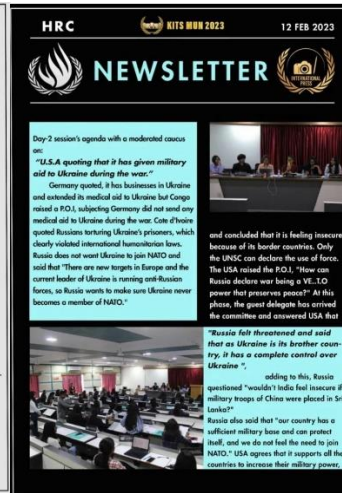 HRC
KITS MUN 2023
12 FEB 2023
NEWSLETTER
INTERNATIONAL
PRESS
Day-2 session's agenda with a moderated caucus
on:
"U.S.A quoting that it has given military
aid to Ukraine during the war."
Germany quoted, it has businesses in Ukraine
and extended its medical aid to Ukraine but Congo
raised a P.O.I, subjecting Germany did not send any
medical aid to Ukraine during the war. Cote d'Ivoire
quoted Russians torturing Ukraine's prisoners, which
clearly violated international humanitarian laws.
Russia does not want Ukraine to join NATO and
said that "There are new targets in Europe and the
current leader of Ukraine is running anti-Russian
forces, so Russia wants to make sure Ukraine never
becomes a member of NATO."
and concluded that it is feeling insecure
because of its border countries. Only
the UNSC can declare the use of force.
The USA raised the P.O.I, "How can
Russia declare war being a VE..T.O
power that preserves peace?" At this
phase, the guest delegate has arrived
the committee and answered USA that
"Russia felt threatened and said
that as Ukraine is its brother coun-
try, it has a complete control over
Ukraine ",
adding to this, Russia
questioned "wouldn't India feel insecure if
military troops of China were placed in Sri
Lanka?"
Russia also said that "our country has a
sufficient military base and can protect
itself, and we do not feel the need to join
NATO." USA agrees that it supports all the
countries to increase their military power,